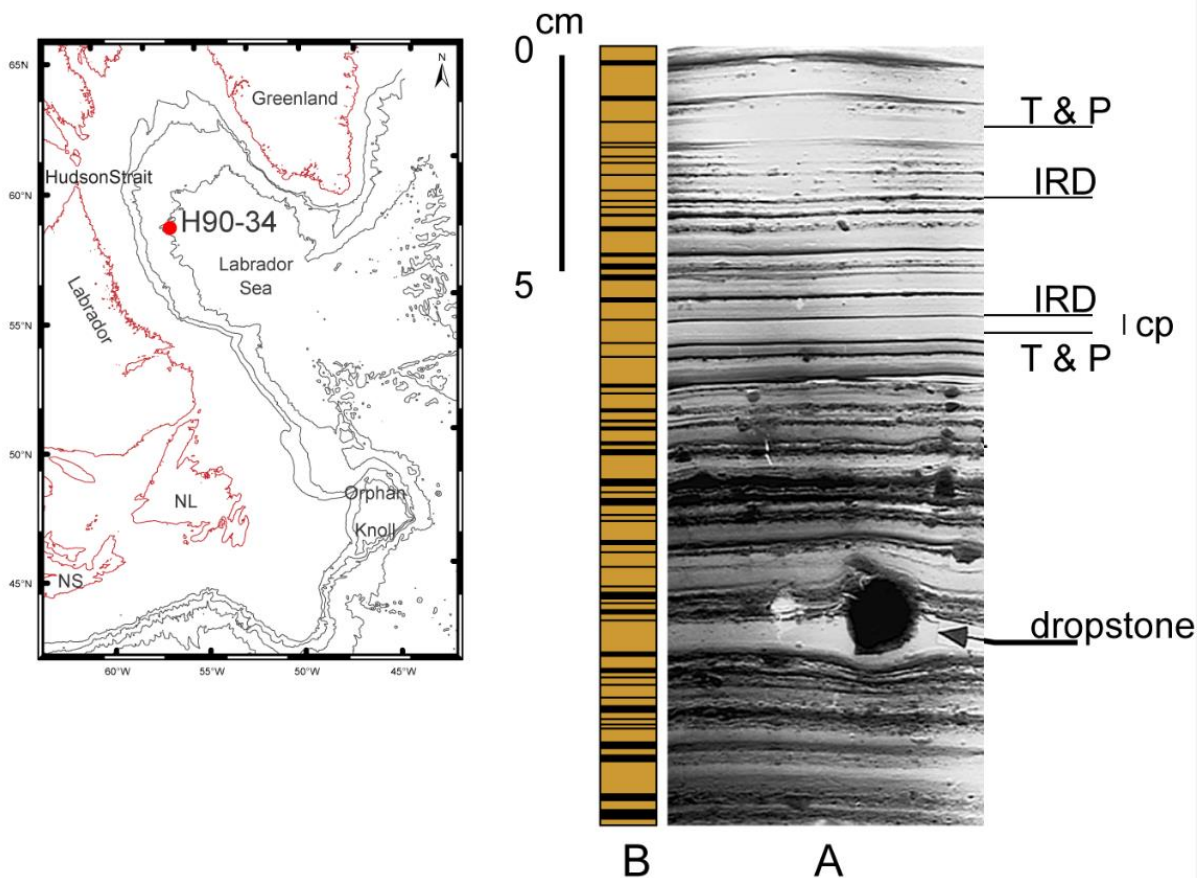 cm
0
5
65°N
60°N
55°N
50°N
45°N
60°W
55°W
50°W
45°W
N
Greenland
HudsonStrait
H90-34
Labrador
Sea
Labrador
NL
NS
Orphan
Knoll
T & P
IRD
IRD
cp
T & P
dropstone
B
A